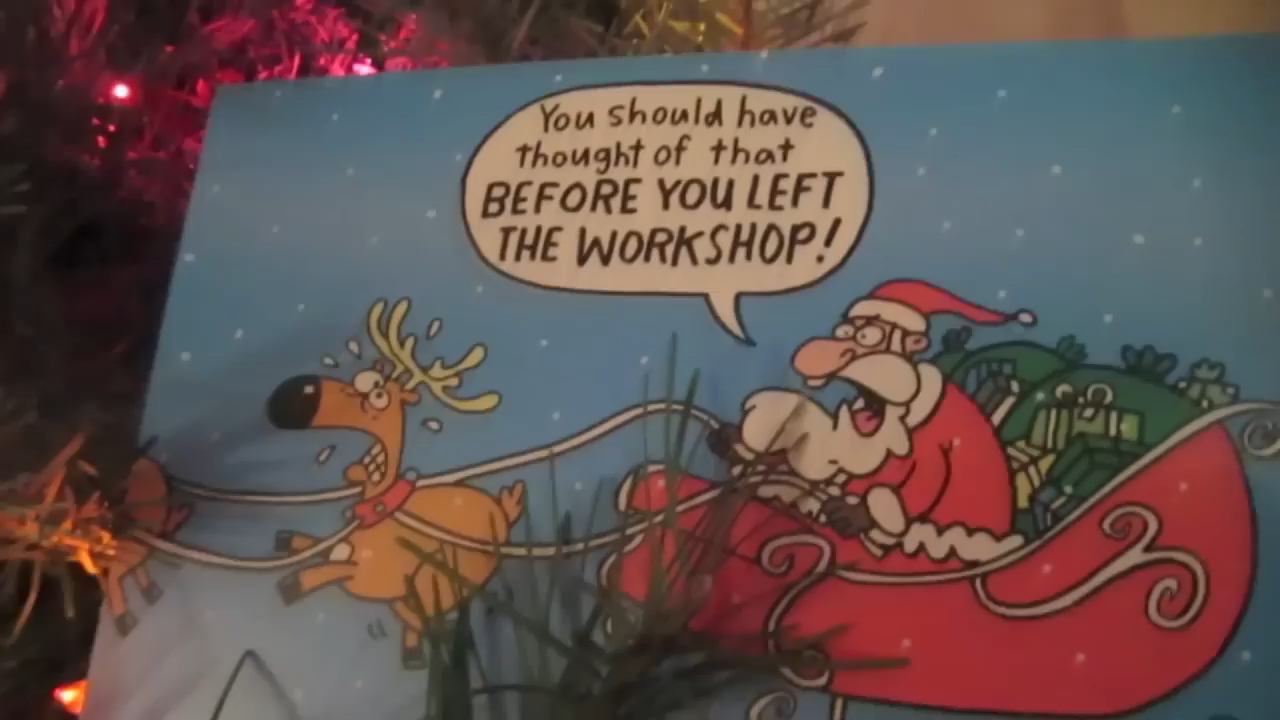 You should have
thought of that
BEFORE YOU LEFT
THE WORKSHOP!